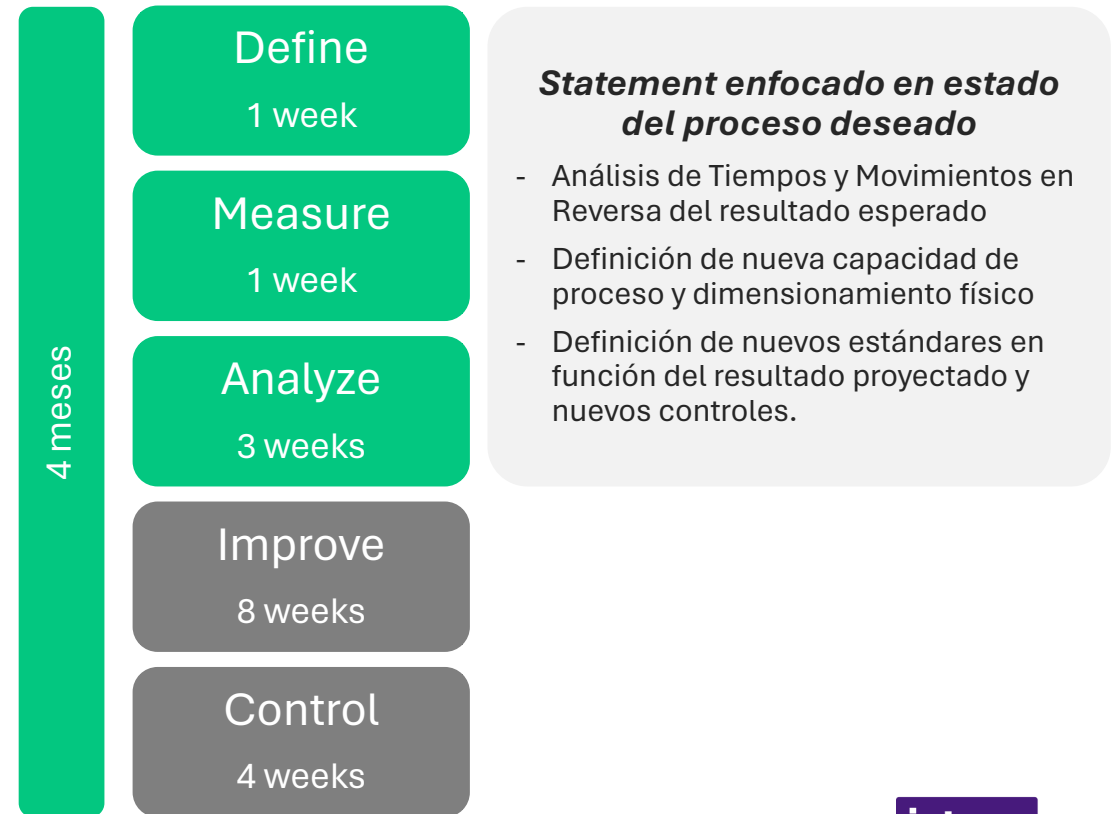 4 meses
Define
1 week
Measure
1 week
Analyze
3 weeks
Improve
8 weeks
Control
4 weeks
Statement enfocado en estado
del proceso deseado
- Análisis de Tiempos y Movimientos en
Reversa del resultado esperado
- Definición de nueva capacidad de
proceso y dimensionamiento físico
- Definición de nuevos estándares en
función del resultado proyectado y
nuevos controles.